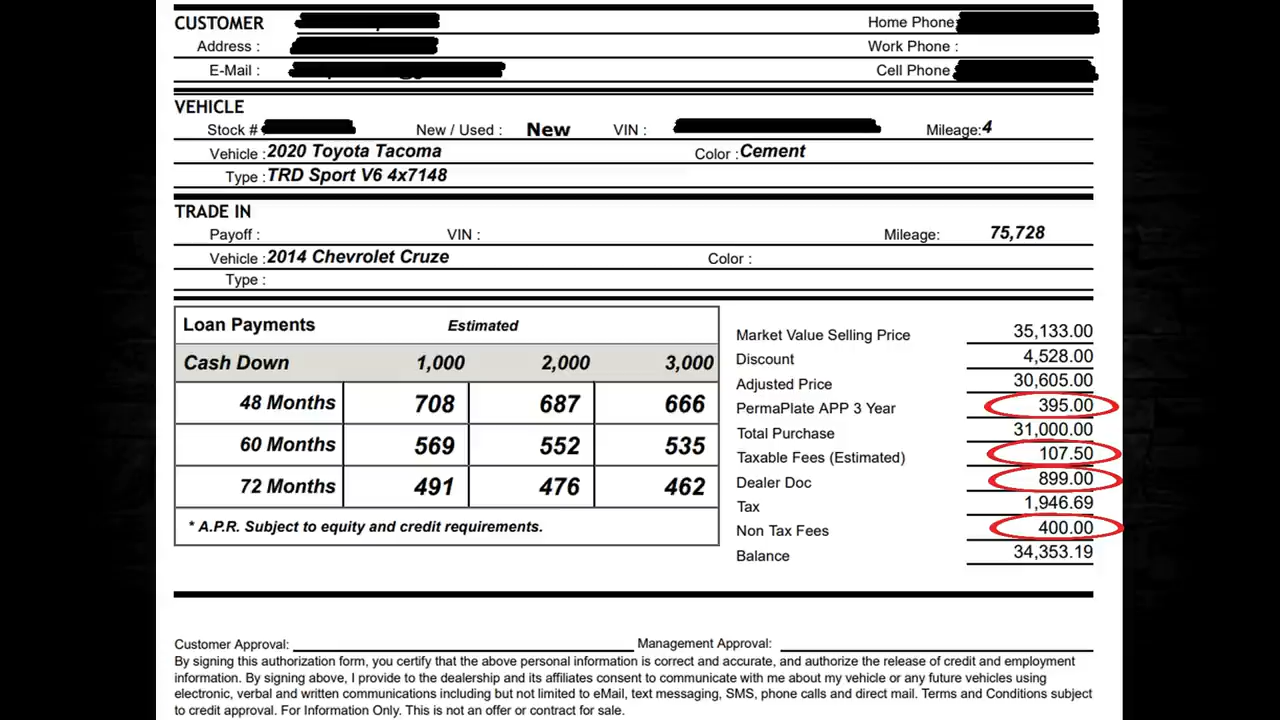 CUSTOMER Home Phone:
Address : Work Phone :
E-Mail : Cell Phone
VEHICLE
Stock # New / Used : New VIN : Mileage:4
Vehicle :2020 Toyota Tacoma Color :Cement
Type :TRD Sport V6 4x7148
TRADE IN
Payoff : VIN : Mileage: 75,728
Vehicle :2014 Chevrolet Cruze Color :
Type :
Loan Payments Estimated
Cash Down 1,000 2,000 3,000
48 Months 708 687 666
60 Months 569 552 535
72 Months 491 476 462
* A.P.R. Subject to equity and credit requirements.
Market Value Selling Price 35,133.00
Discount 4,528.00
Adjusted Price 30,605.00
PermaPlate APP 3 Year 395.00
Total Purchase 31,000.00
Taxable Fees (Estimated) 107.50
Dealer Doc 899.00
Tax 1,946.69
Non Tax Fees 400.00
Balance 34,353.19
Customer Approval: Management Approval:
By signing this authorization form, you certify that the above personal information is correct and accurate, and authorize the release of credit and employment
information. By signing above, I provide to the dealership and its affiliates consent to communicate with me about my vehicle or any future vehicles using
electronic, verbal and written communications including but not limited to eMail, text messaging, SMS, phone calls and direct mail. Terms and Conditions subject
to credit approval. For Information Only. This is not an offer or contract for sale.